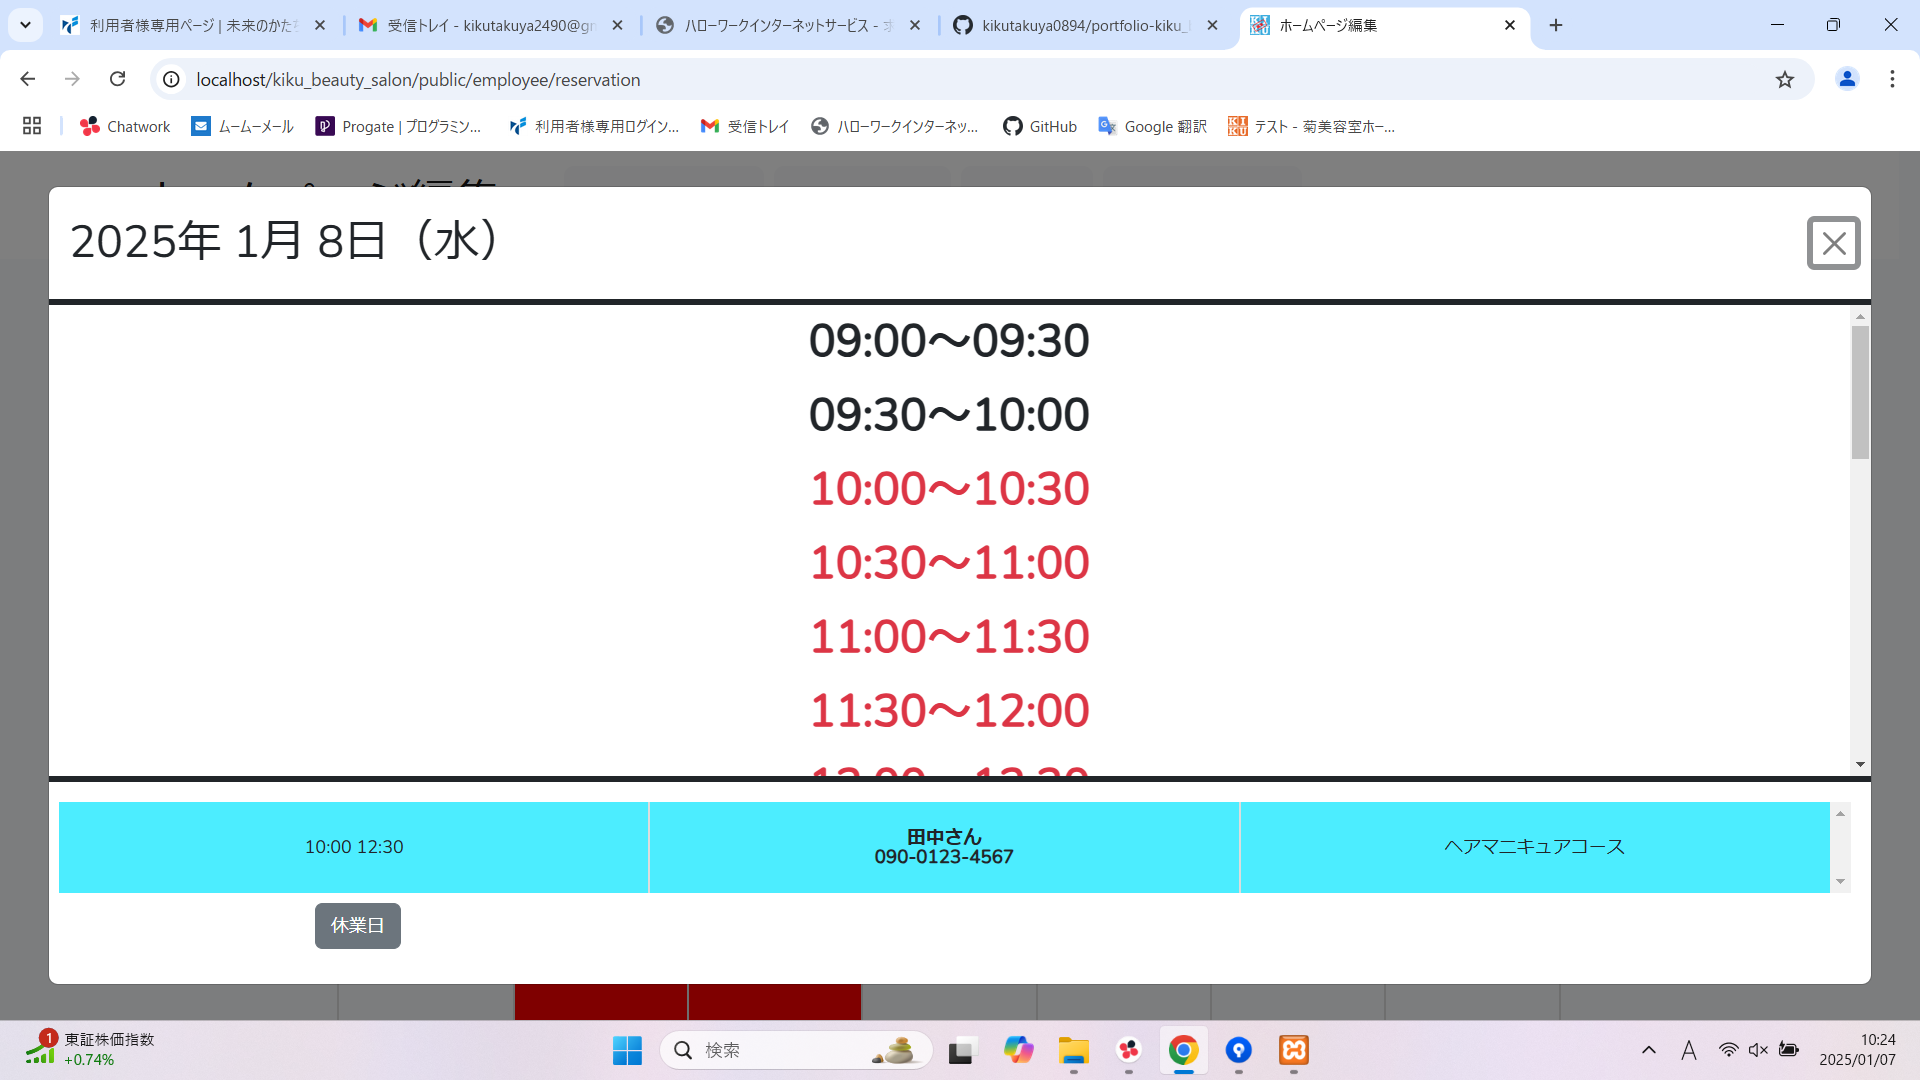 利用者様専用ページ | 未来のかた
受信トレイ - kikutakuya2490@gm
ハローワークインターネットサービス - 求
kikutakuya0894/portfolio-kiku_
ホームページ編集
localhost/kiku_beauty_salon/public/employee/reservation
Chatwork
ムームーメール
Progate | プログラミン...
利用者様専用ログイン...
受信トレイ
ハローワークインターネッ...
GitHub
Google 翻訳
テスト - 菊美容室ホー...
2025年 1月 8日（水）
09:00〜09:30
09:30〜10:00
10:00〜10:30
10:30〜11:00
11:00〜11:30
11:30〜12:00
12:00〜12:30
10:00 12:30
田中さん
090-0123-4567
ヘアマニキュアコース
休業日
1
東証株価指数
+0.74%
検索
A
10:24
2025/01/07